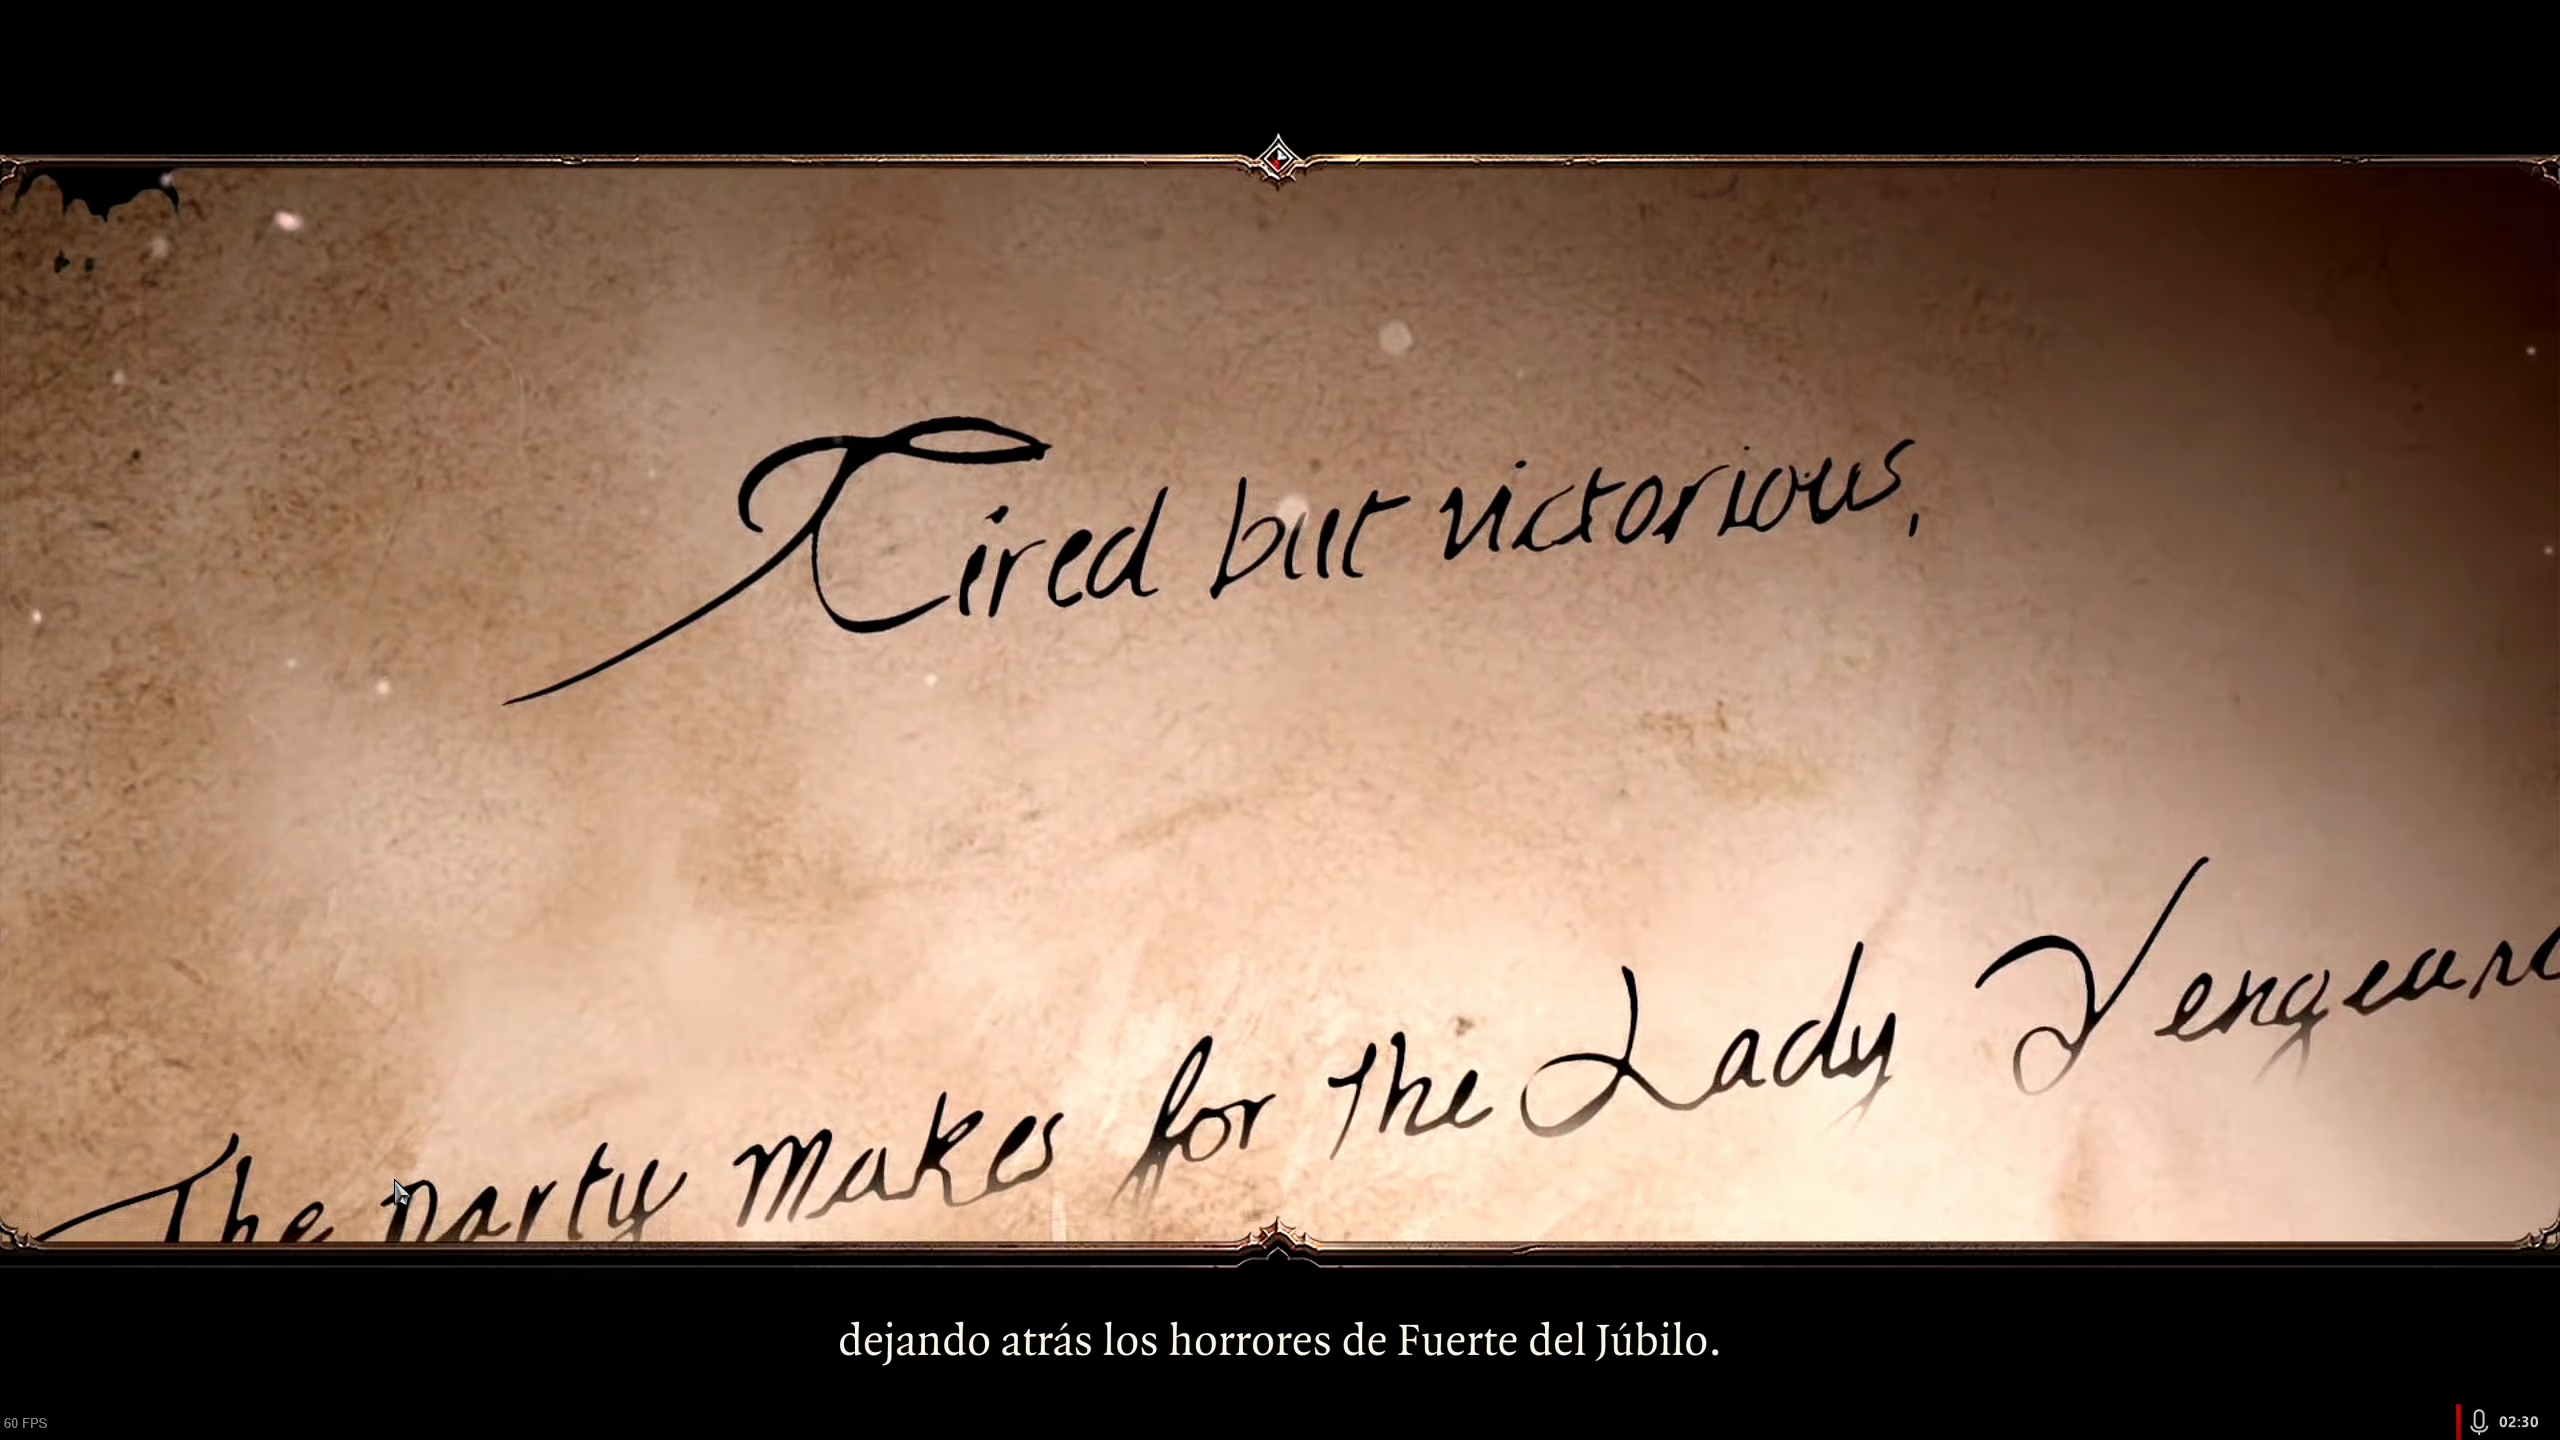 Tired but victorious,
The party makes for the Lady
dejando atrás los horrores de Fuerte del Júbilo.
60 FPS
02:30